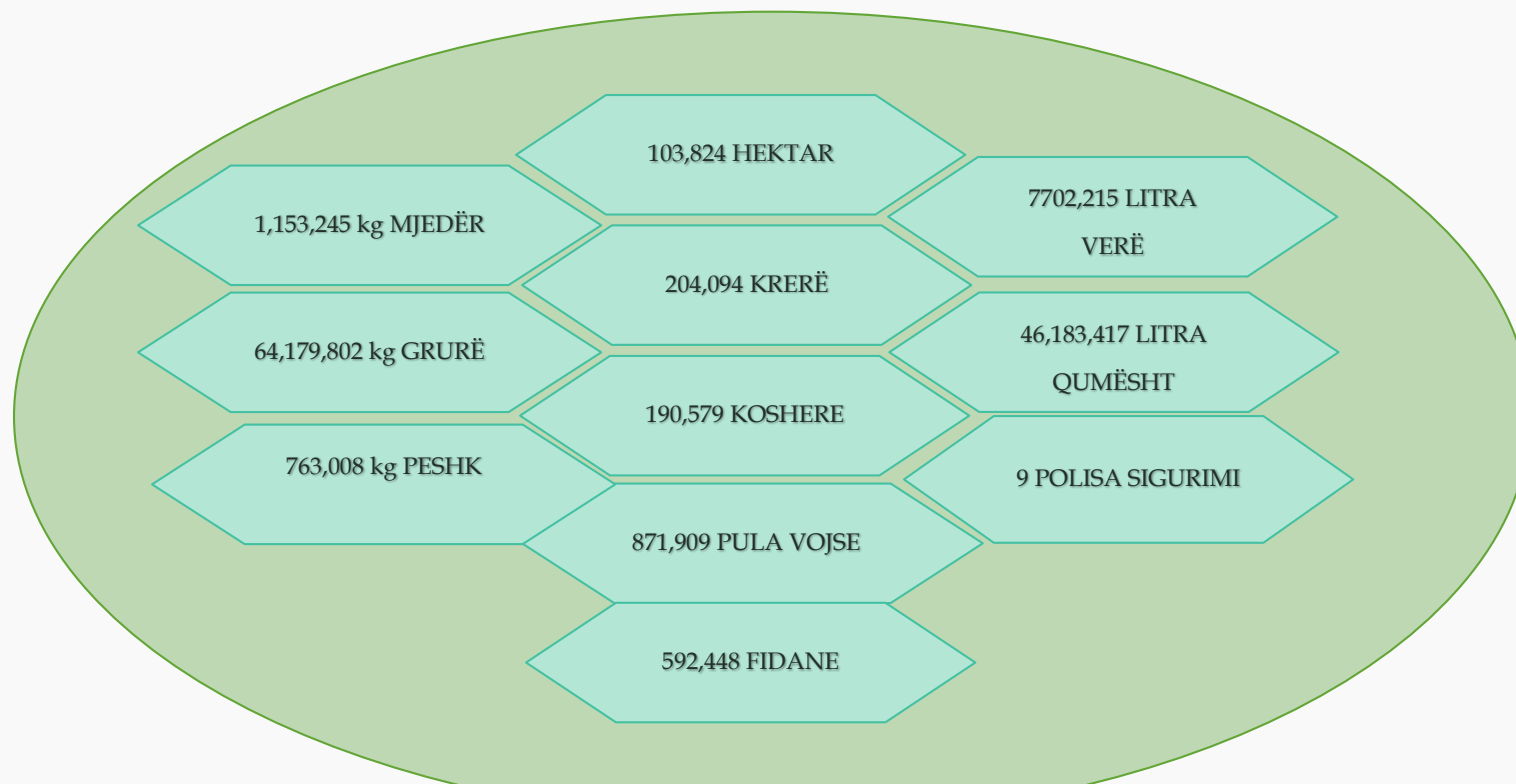 103,824 HEKTAR
1,153,245 kg MJEDËR
7702,215 LITRA
VERË
204,094 KRERË
64,179,802 kg GRURË
46,183,417 LITRA
QUMËSHT
190,579 KOSHERE
763,008 kg PESHK
9 POLISA SIGURIMI
871,909 PULA VOJSE
592,448 FIDANE